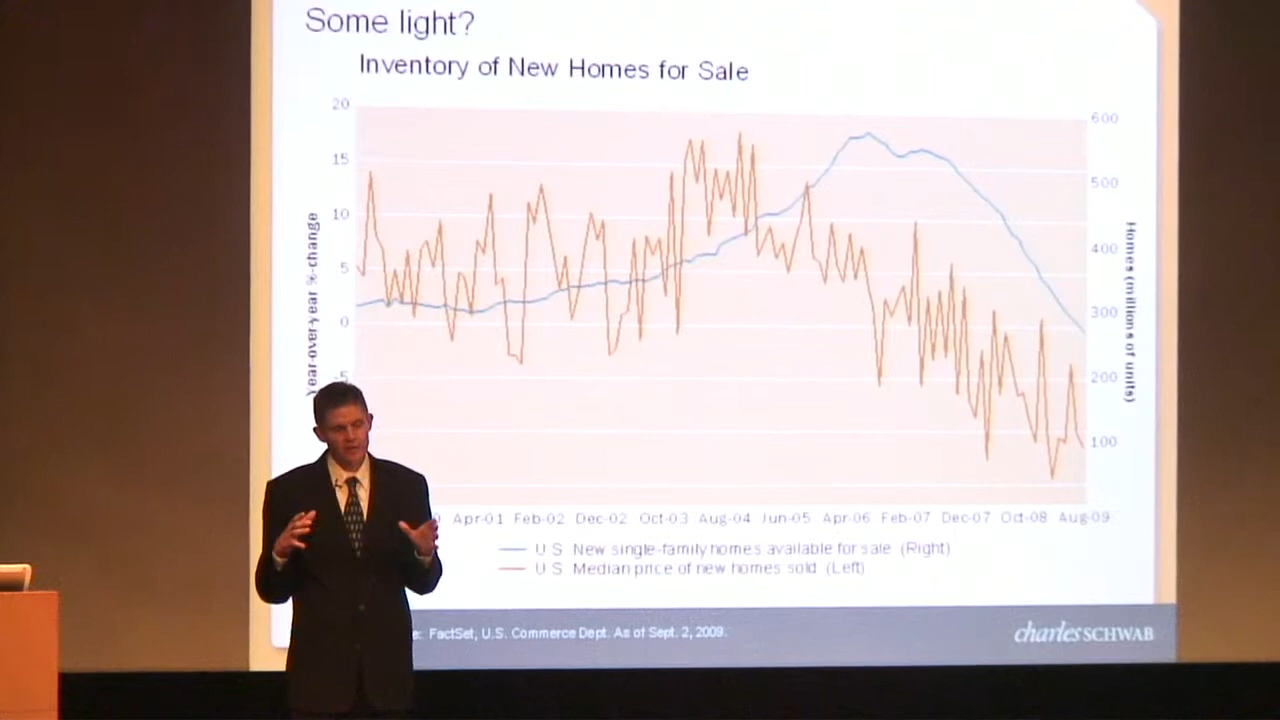 Some light?
Inventory of New Homes for Sale
20
15
10
5
0
-5
Year-over-year %-change
600
500
400
300
200
100
Homes (millions of units)
0 Apr-01 Feb-02 Dec-02 Oct-03 Aug-04 Jun-05 Apr-06 Feb-07 Dec-07 Oct-08 Aug-09
U.S. New single-family homes available for sale (Right)
U.S. Median price of new homes sold (Left)
e: FactSet, U.S. Commerce Dept. As of Sept. 2, 2009.
charles SCHWAB